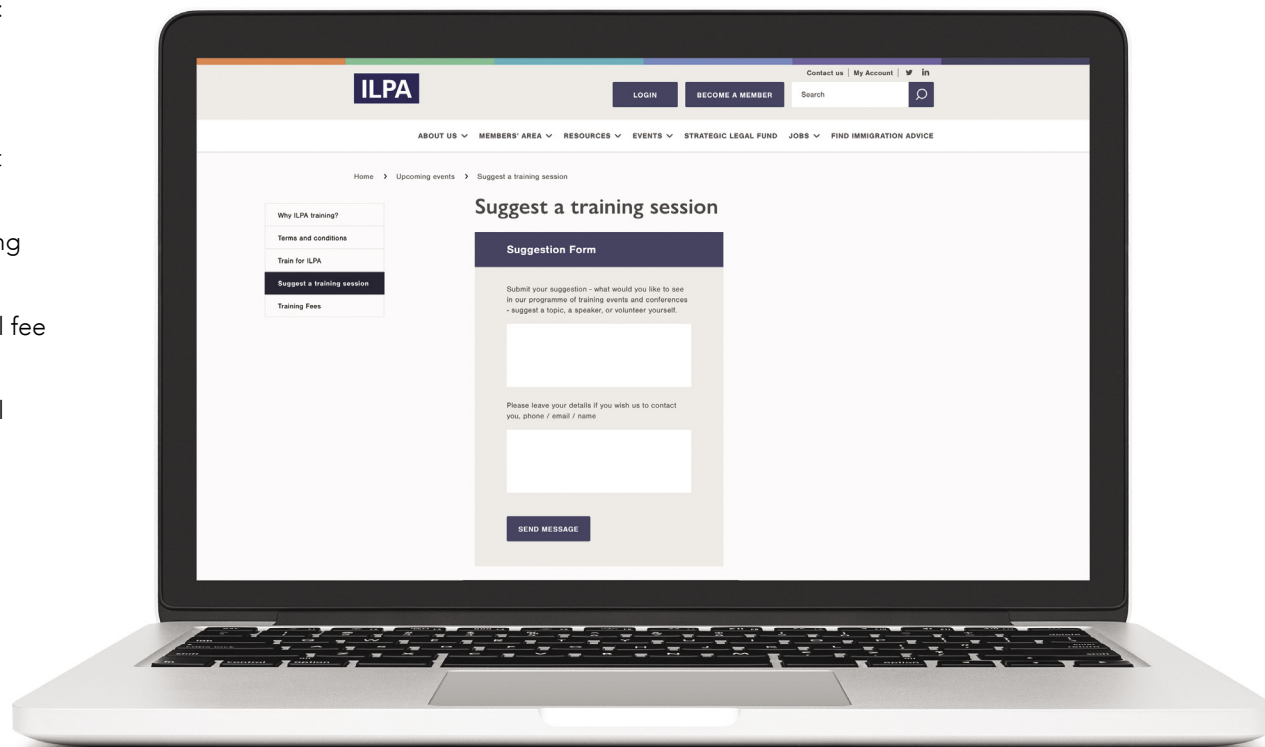 t
ng
l fee
l
Contact us | My Account |
ILPA
LOGIN
BECOME A MEMBER
Search
ABOUT US
MEMBERS' AREA
RESOURCES
EVENTS
STRATEGIC LEGAL FUND
JOBS
FIND IMMIGRATION ADVICE
Home > Upcoming events > Suggest a training session
Why ILPA training?
Terms and conditions
Train for ILPA
Suggest a training session
Training Fees
Suggest a training session
Suggestion Form
Submit your suggestion - what would you like to see
in our programme of training events and conferences
- suggest a topic, a speaker, or volunteer yourself.
Please leave your details if you wish us to contact
you, phone / email / name
SEND MESSAGE